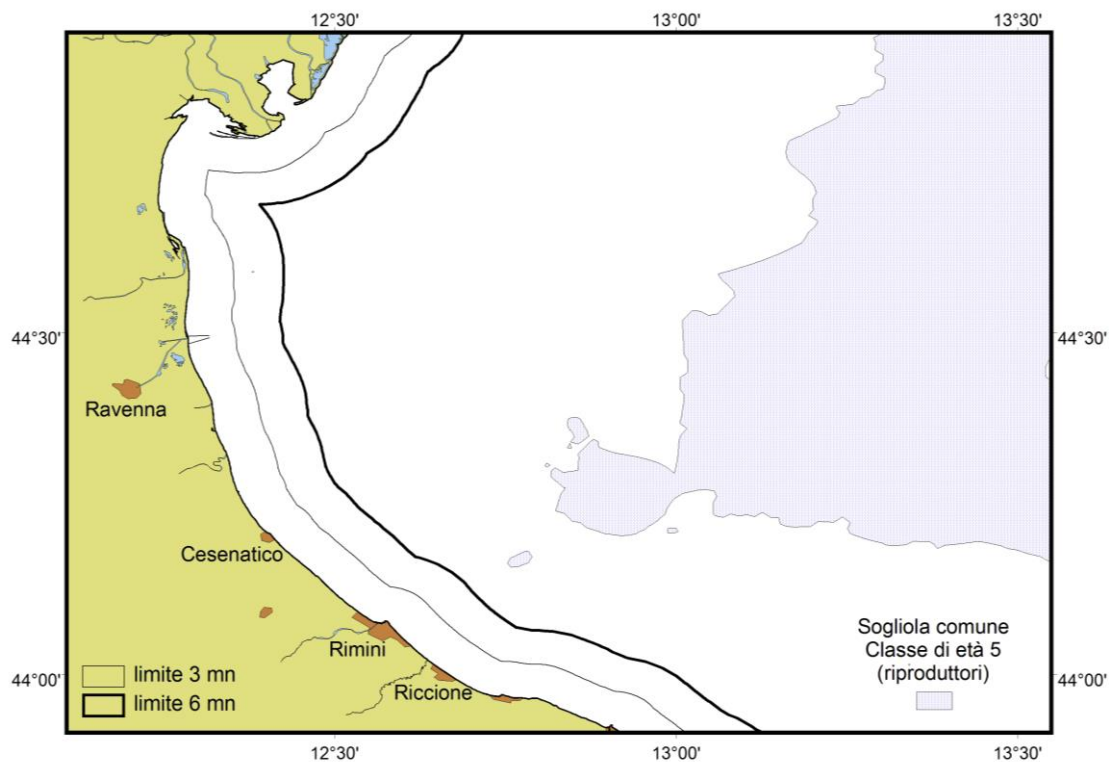 12°30'
13°00'
13°30'
44°30'
44°30'
Ravenna
Cesenatico
Rimini
Riccione
Sogliola comune
Classe di età 5
(riproduttori)
limite 3 mn
limite 6 mn
44°00'
44°00'
12°30'
13°00'
13°30'